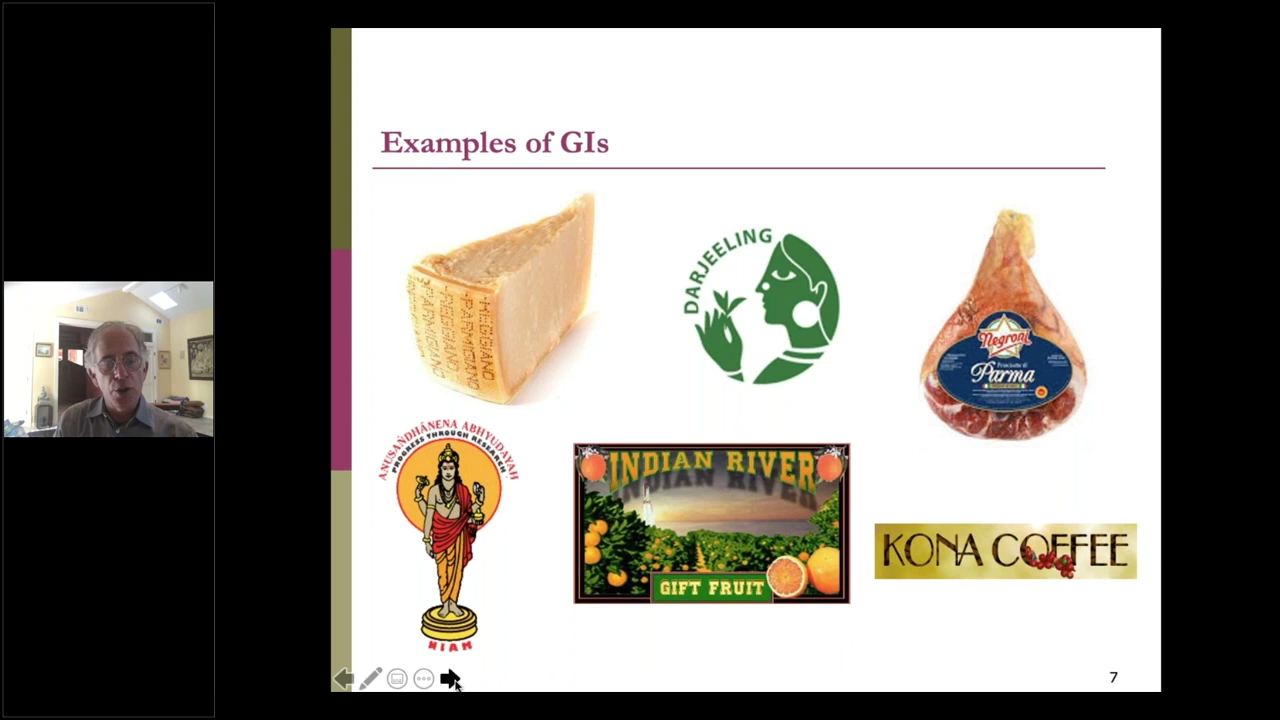 Examples of GIs
PARMIGIANO
REGGIANO
DARJEELING
Negroni
Prosciutto di
Parma
ANUSANDHÁNENA ABHYUDAYAH
PROGRESS THROUGH RESEARCH
NIAM
INDIAN RIVER
GIFT FRUIT
KONA COFFEE
7